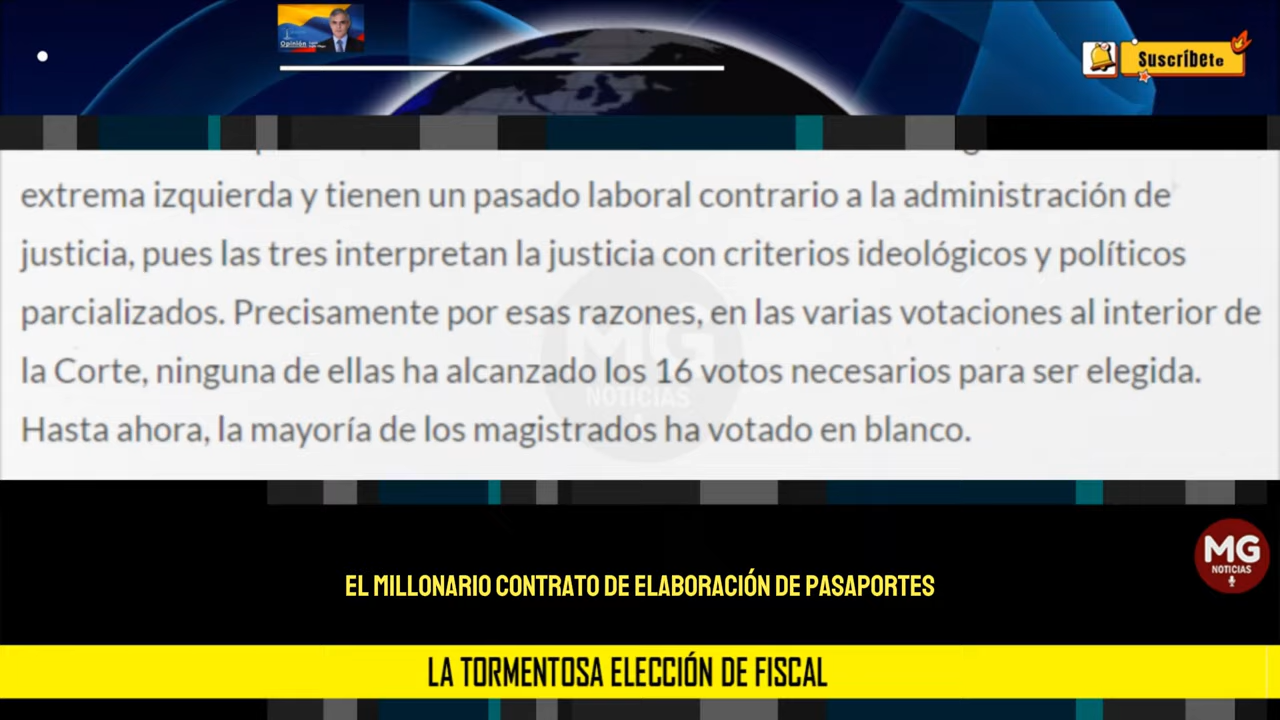 Opinión
Suscríbete
extrema izquierda y tienen un pasado laboral contrario a la administración de
justicia, pues las tres interpretan la justicia con criterios ideológicos y políticos
parcializados. Precisamente por esas razones, en las varias votaciones al interior de
la Corte, ninguna de ellas ha alcanzado los 16 votos necesarios para ser elegida.
Hasta ahora, la mayoría de los magistrados ha votado en blanco.
MG
NOTICIAS
MG
NOTICIAS
EL MILLONARIO CONTRATO DE ELABORACIÓN DE PASAPORTES
LA TORMENTOSA ELECCIÓN DE FISCAL